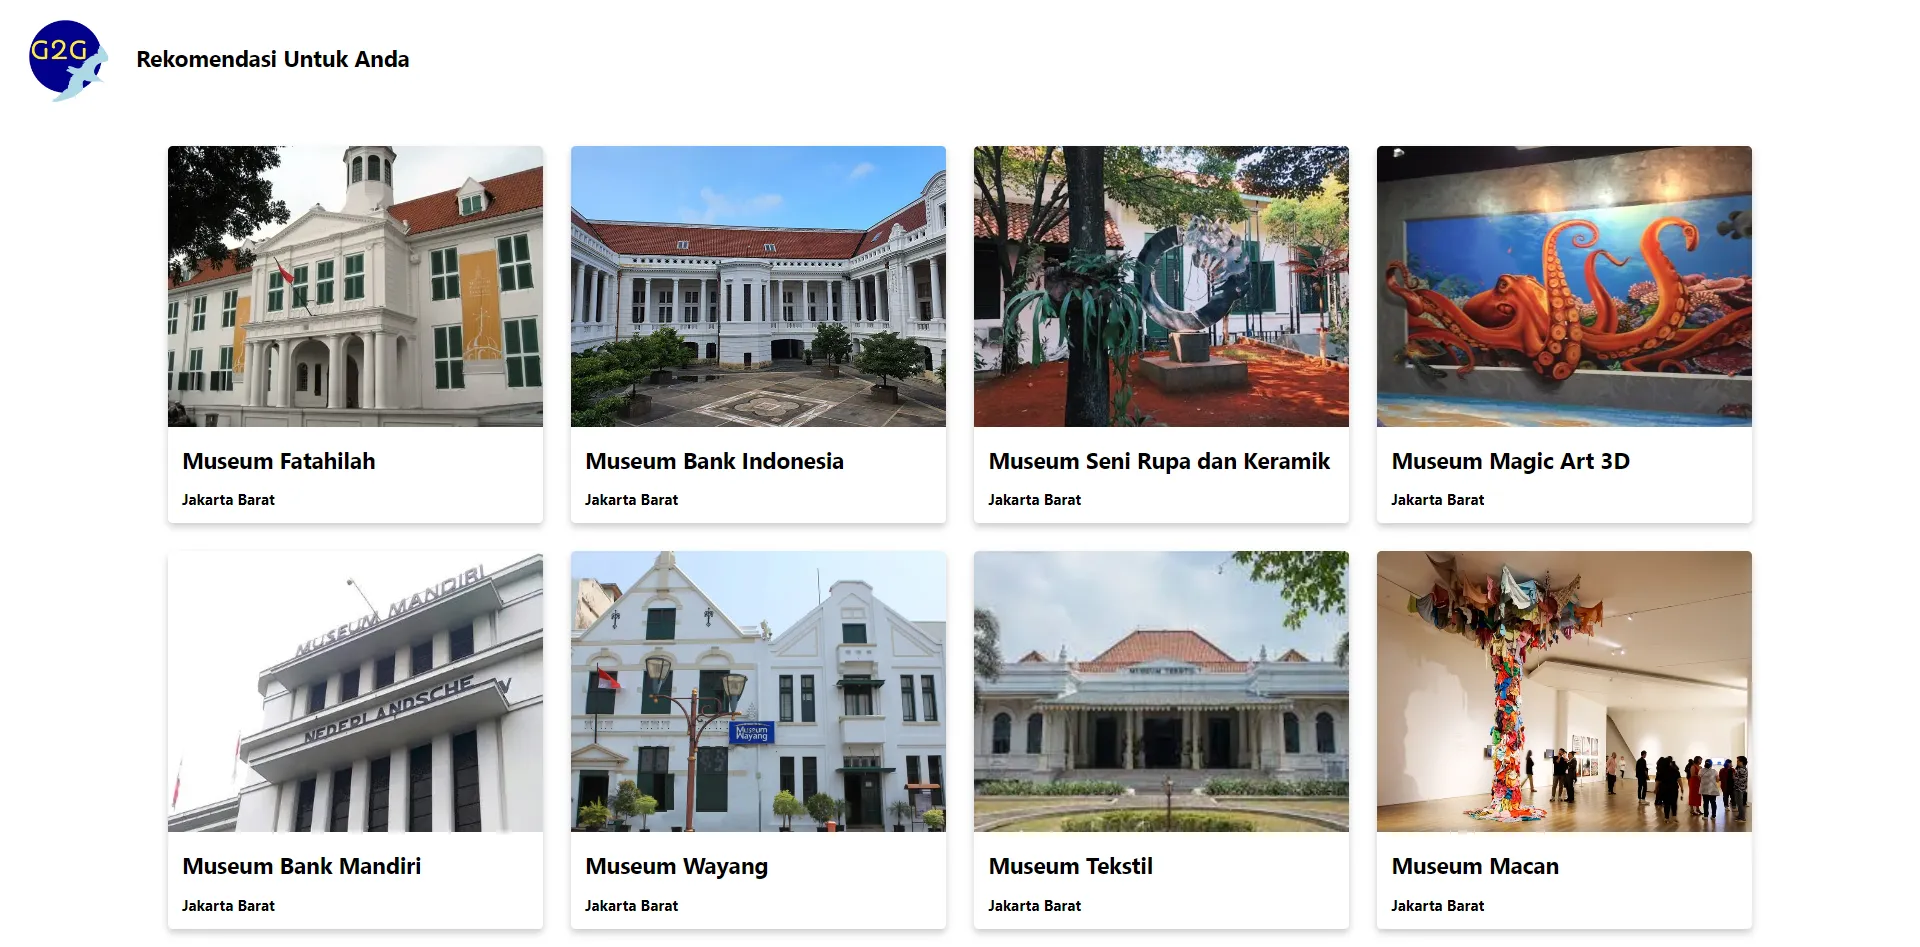 G2G
Rekomendasi Untuk Anda
Museum Fatahilah
Jakarta Barat
Museum Bank Indonesia
Jakarta Barat
Museum Seni Rupa dan Keramik
Jakarta Barat
Museum Magic Art 3D
Jakarta Barat
MUSEUM MANDIRI
NEDERLANDSCHE
Museum
Wayang
MUSEUM TEKSTIL
Museum Bank Mandiri
Jakarta Barat
Museum Wayang
Jakarta Barat
Museum Tekstil
Jakarta Barat
Museum Macan
Jakarta Barat